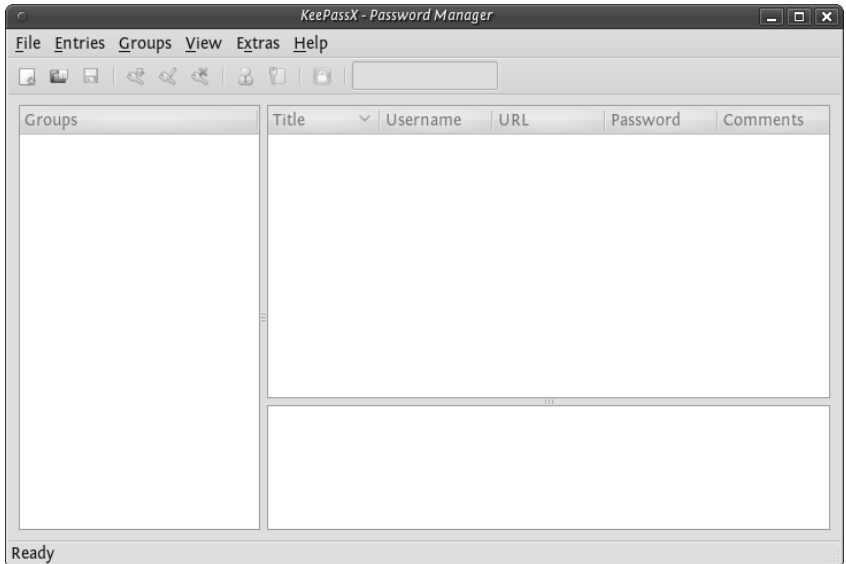 KeePassX - Password Manager
File Entries Groups View Extras Help
Groups
Title Username URL Password Comments
Ready